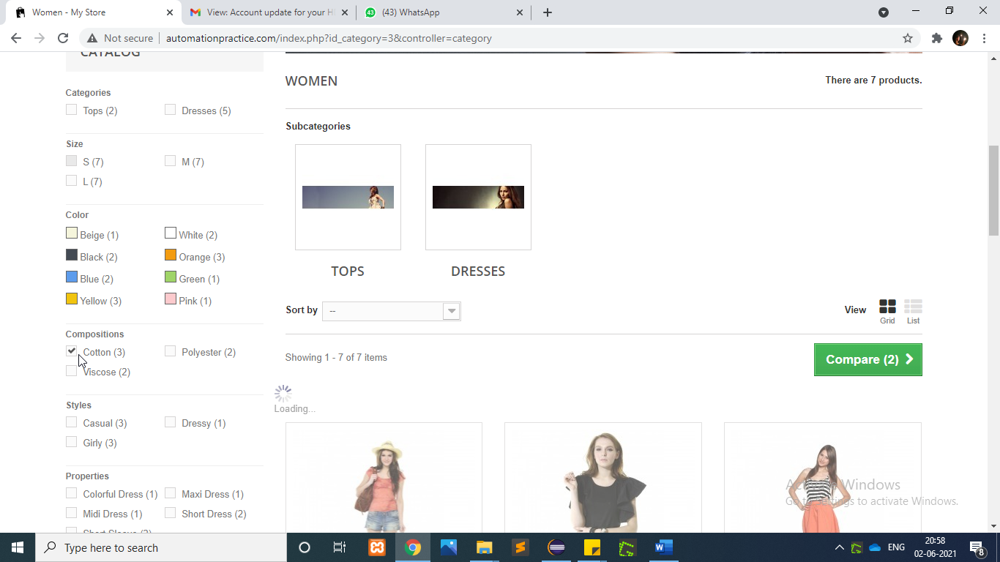 Women - My Store
View: Account update for your H
43
(43) WhatsApp
Not secure
automationpractice.com/index.php?id_category=3&controller=category
CATALOG
WOMEN
There are 7 products.
Categories
Tops (2)
Dresses (5)
Subcategories
Size
S (7)
M (7)
L (7)
Color
Beige (1)
White (2)
Black (2)
Orange (3)
Blue (2)
Green (1)
Yellow (3)
Pink (1)
TOPS
DRESSES
Sort by
--
View
Grid
List
Compositions
Cotton (3)
Polyester (2)
Viscose (2)
Showing 1 - 7 of 7 items
Compare (2)
Loading...
Styles
Casual (3)
Dressy (1)
Girly (3)
Properties
Colorful Dress (1)
Maxi Dress (1)
Midi Dress (1)
Short Dress (2)
Short Sleeve (2)
Activate Windows
Go to Settings to activate Windows.
Type here to search
ENG
20:58
02-06-2021
8